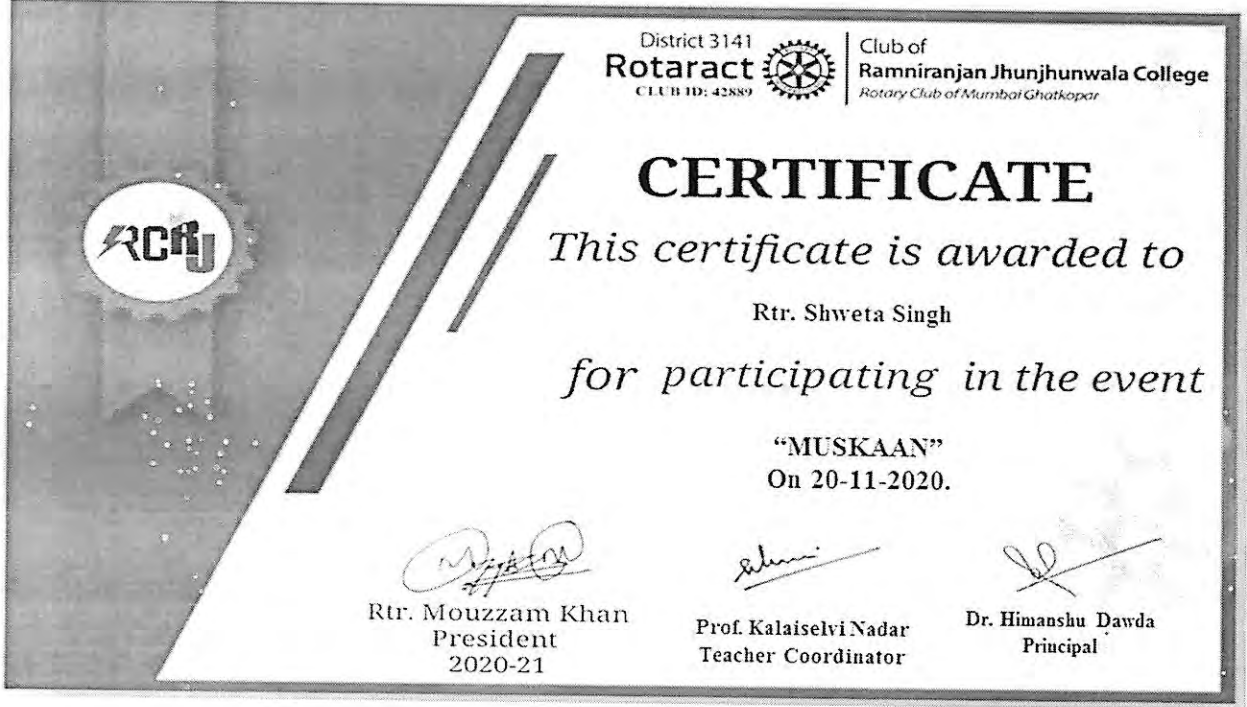 District 3141
Rotaract
CLUB ID: 42889
Club of
Ramniranjan Jhunjhunwala College
Rotary Club of Mumbai Ghatkopar
RCRJ
CERTIFICATE
This certificate is awarded to
Rtr. Shweta Singh
for participating in the event
“MUSKAAN”
On 20-11-2020.
Rtr. Mouzzam Khan
President
2020-21
Prof. Kalaiselvi Nadar
Teacher Coordinator
Dr. Himanshu Dawda
Principal